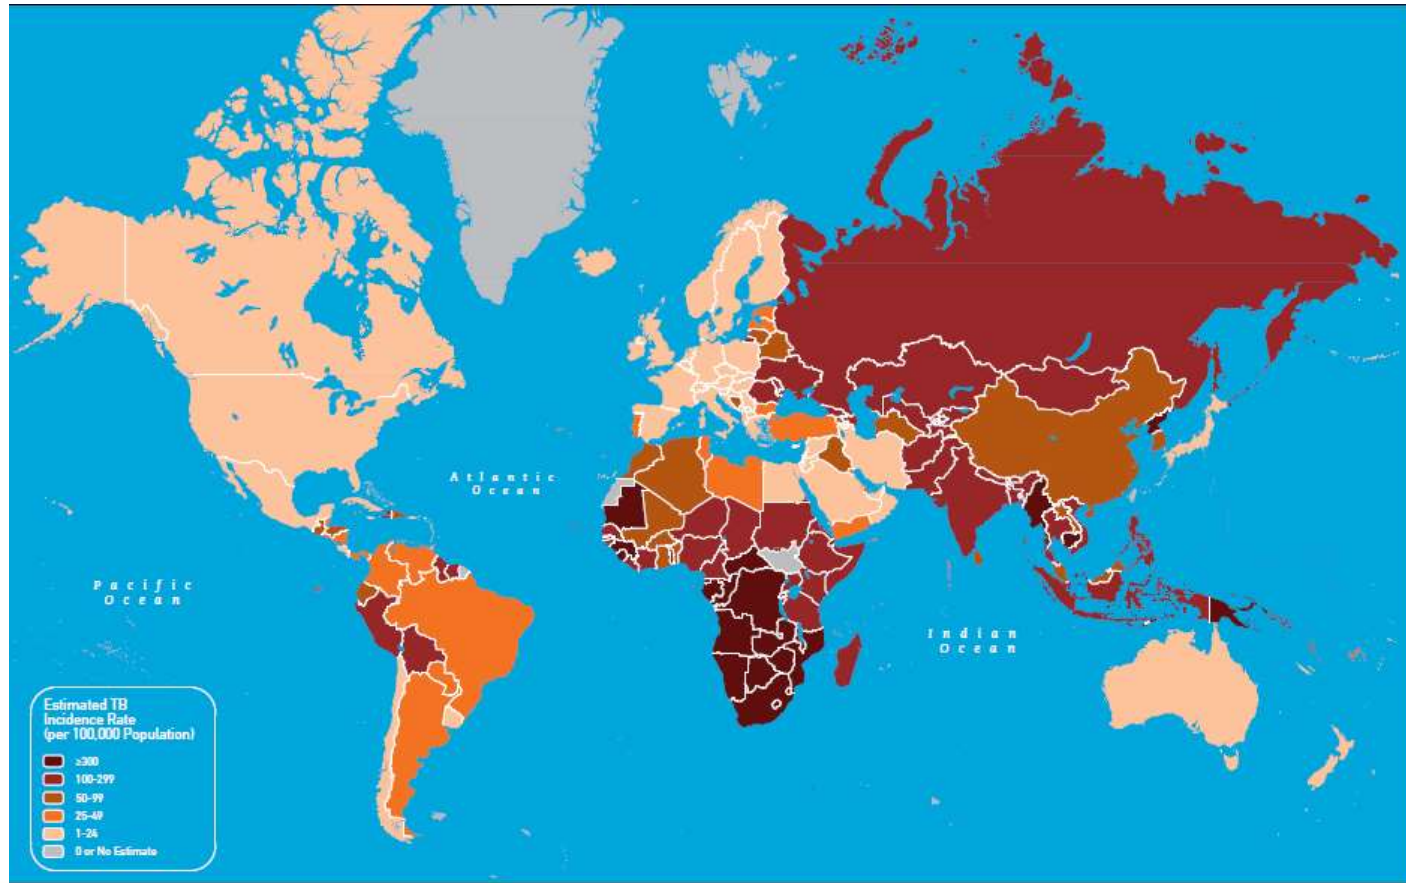 Atlantic
Ocean
Pacific
Ocean
Indian
Ocean
Estimated TB
Incidence Rate
(per 100,000 Population)
≥300
100-299
50-99
25-49
1-24
0 or No Estimate